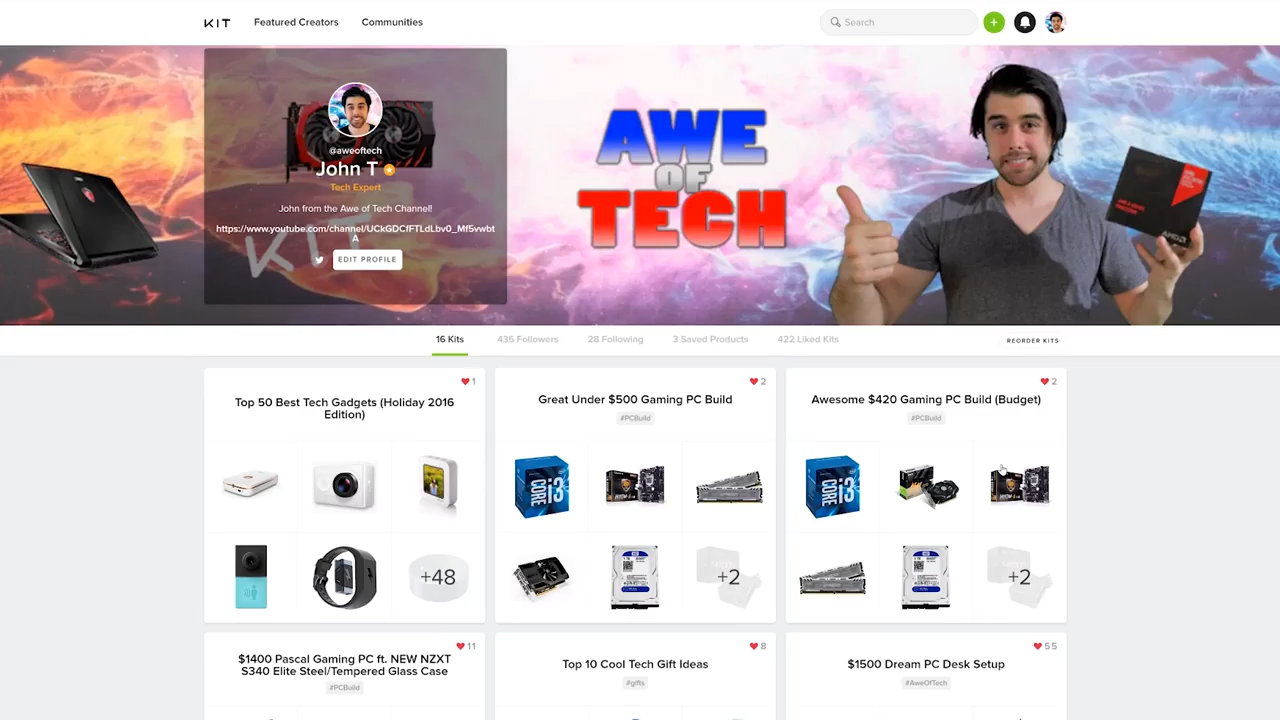 KIT
Featured Creators
Communities
Search
@aweoftech
John T
Tech Expert
John from the Awe of Tech Channel!
https://www.youtube.com/channel/UCkGDCfFTLdLbv0_Mf5vwbt
A
EDIT PROFILE
AWE
OF
TECH
AMD
16 Kits
435 Followers
28 Following
3 Saved Products
422 Liked Kits
REORDER KITS
1
Top 50 Best Tech Gadgets (Holiday 2016
Edition)
+48
2
Great Under $500 Gaming PC Build
#PCBuild
CORE i3
+2
2
Awesome $420 Gaming PC Build (Budget)
#PCBuild
CORE i3
+2
11
$1400 Pascal Gaming PC ft. NEW NZXT
S340 Elite Steel/Tempered Glass Case
#PCBuild
8
Top 10 Cool Tech Gift Ideas
#gifts
55
$1500 Dream PC Desk Setup
#AweOfTech